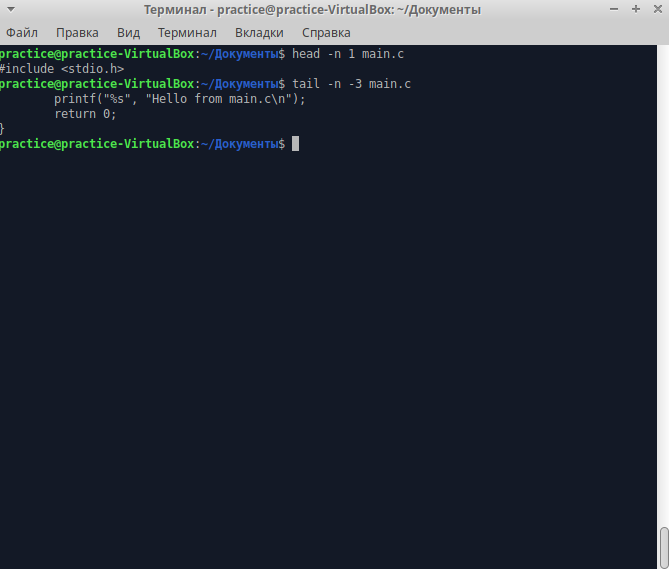 Терминал - practice@practice-VirtualBox: ~/Документы
Файл Правка Вид Терминал Вкладки Справка
practice@practice-VirtualBox:~/Документы$ head -n 1 main.c
#include <stdio.h>
practice@practice-VirtualBox:~/Документы$ tail -n -3 main.c
        printf("%s", "Hello from main.c\n");
        return 0;
}
practice@practice-VirtualBox:~/Документы$